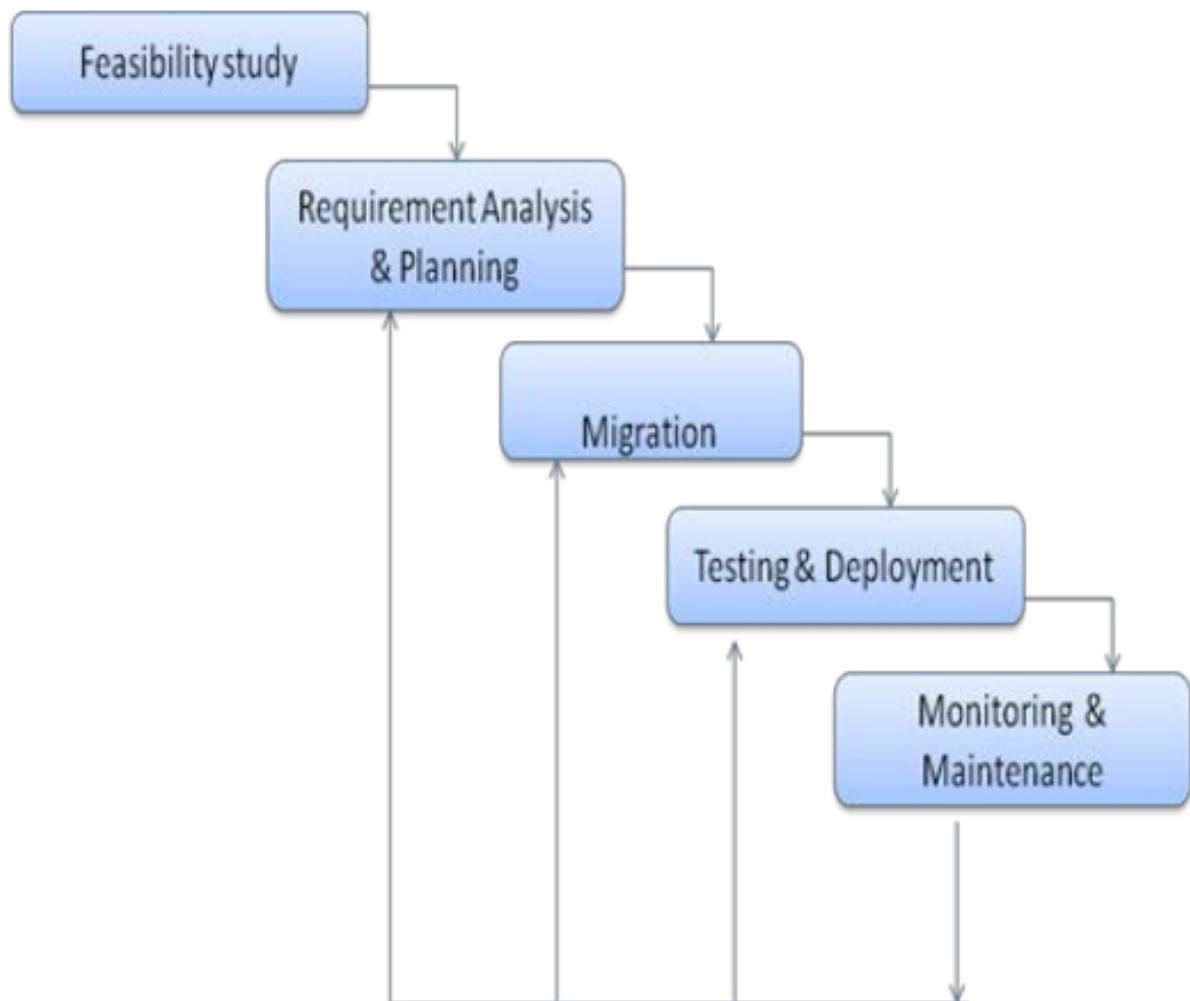 Feasibility study
Requirement Analysis
& Planning
Migration
Testing & Deployment
Monitoring &
Maintenance